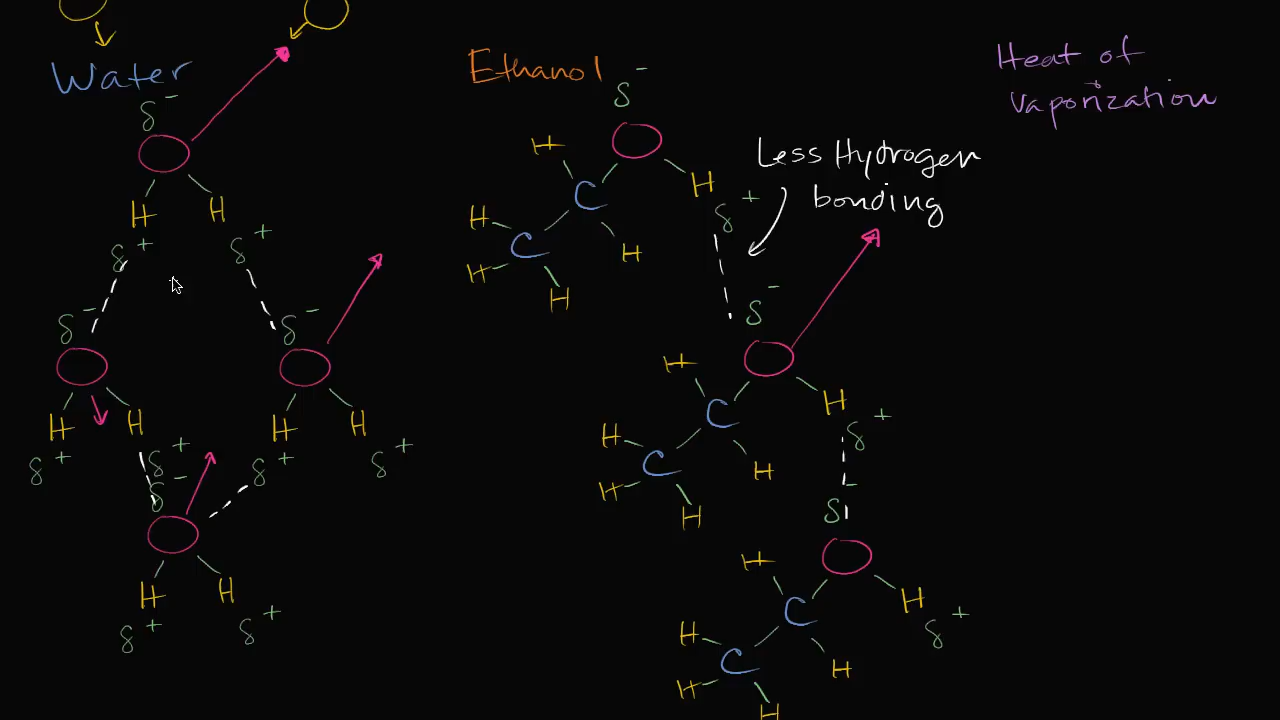 Water
Ethanol
Heat of
vaporization
Less Hydrogen
bonding
δ⁻
δ⁻
H
H
H
C
H
H
δ⁺
δ⁺
δ⁺
δ⁺
H
C
H
H
H
δ⁻
δ⁻
δ⁻
H
H
C
H
H
H
H
δ⁺
H
H
H
C
H
δ⁺
δ⁺
δ⁺
δ⁺
δ⁺
H
H
δ⁻
δ⁻
H
H
H
H
C
H
δ⁺
δ⁺
δ⁺
H
C
H
H
H